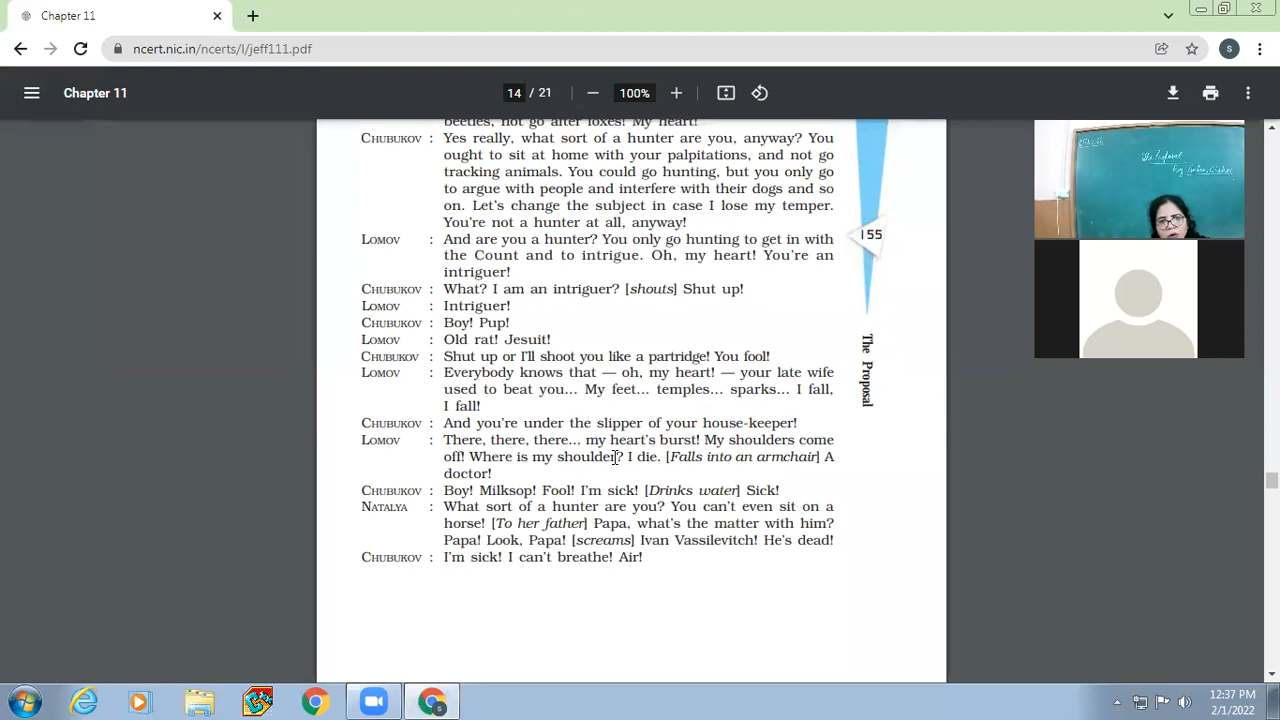 Chapter 11
ncert.nic.in/ncerts/l/jeff111.pdf
S
Chapter 11
14 / 21
100%
beetles, not go after foxes! My heart!
CHUBUKOV : Yes really, what sort of a hunter are you, anyway? You
ought to sit at home with your palpitations, and not go
tracking animals. You could go hunting, but you only go
to argue with people and interfere with their dogs and so
on. Let's change the subject in case I lose my temper.
You're not a hunter at all, anyway!
LOMOV : And are you a hunter? You only go hunting to get in with
the Count and to intrigue. Oh, my heart! You're an
intriguer!
CHUBUKOV : What? I am an intriguer? [shouts] Shut up!
LOMOV : Intriguer!
CHUBUKOV : Boy! Pup!
LOMOV : Old rat! Jesuit!
CHUBUKOV : Shut up or I'll shoot you like a partridge! You fool!
LOMOV : Everybody knows that — oh, my heart! — your late wife
used to beat you... My feet... temples... sparks... I fall,
I fall!
CHUBUKOV : And you're under the slipper of your house-keeper!
LOMOV : There, there, there... my heart's burst! My shoulders come
off! Where is my shoulder? I die. [Falls into an armchair] A
doctor!
CHUBUKOV : Boy! Milksop! Fool! I'm sick! [Drinks water] Sick!
NATALYA : What sort of a hunter are you? You can't even sit on a
horse! [To her father] Papa, what's the matter with him?
Papa! Look, Papa! [screams] Ivan Vassilevitch! He's dead!
CHUBUKOV : I'm sick! I can't breathe! Air!
155
The Proposal
The Proposal
12:37 PM
2/1/2022